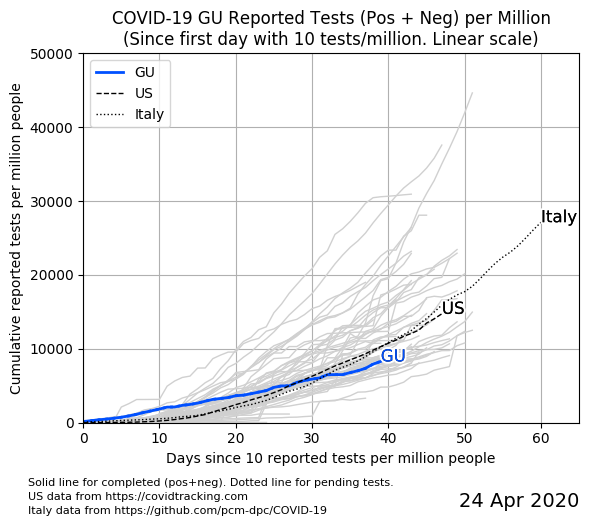 COVID-19 GU Reported Tests (Pos + Neg) per Million
(Since first day with 10 tests/million. Linear scale)
Cumulative reported tests per million people
50000
40000
30000
20000
10000
0
GU
US
Italy
Italy
US
GU
0 10 20 30 40 50 60
Days since 10 reported tests per million people
Solid line for completed (pos+neg). Dotted line for pending tests.
US data from https://covidtracking.com
Italy data from https://github.com/pcm-dpc/COVID-19
24 Apr 2020